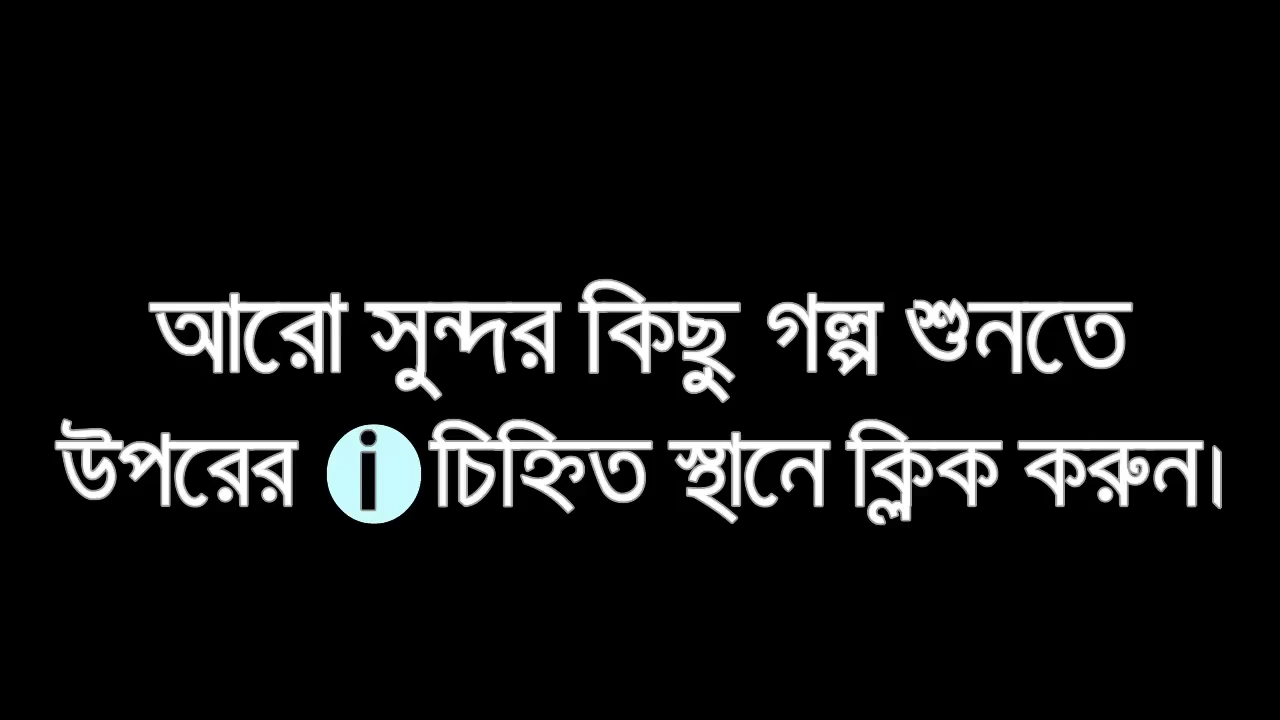 আরো সুন্দর কিছু গল্প শুনতে
উপরের i চিহ্নিত স্থানে ক্লিক করুন।